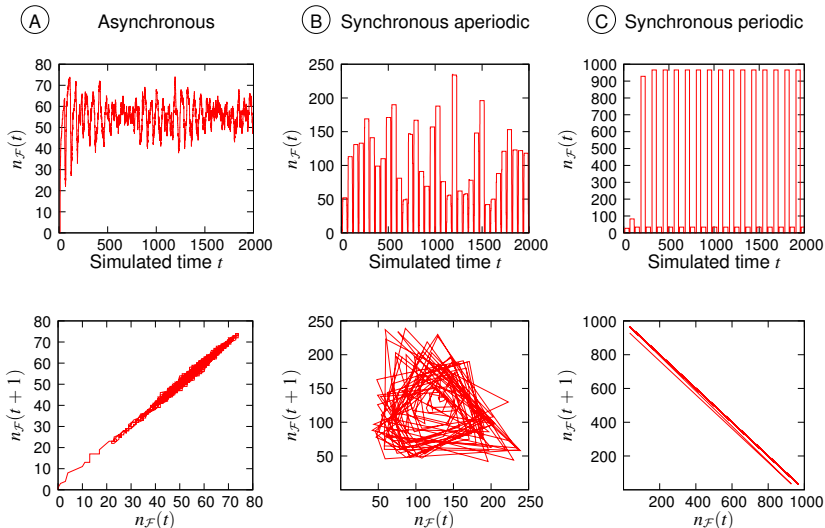 A Asynchronous
B Synchronous aperiodic
C Synchronous periodic
n_F(t)
80
70
60
50
40
30
20
10
0
0 500 1000 1500 2000
Simulated time t
n_F(t)
250
200
150
100
50
0
0 500 1000 1500 2000
Simulated time t
n_F(t)
1000
900
800
700
600
500
400
300
200
100
0
0 500 1000 1500 2000
Simulated time t
n_F(t + 1)
80
70
60
50
40
30
20
10
0
0 10 20 30 40 50 60 70 80
n_F(t)
n_F(t + 1)
250
200
150
100
50
50 100 150 200 250
n_F(t)
n_F(t + 1)
1000
800
600
400
200
200 400 600 800 1000
n_F(t)